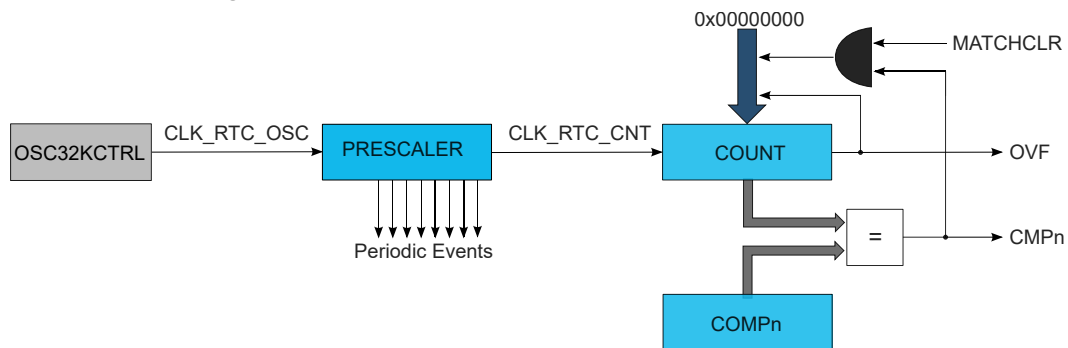 0x00000000
MATCHCLR
OSC32KCTRL
CLK_RTC_OSC
PRESCALER
CLK_RTC_CNT
COUNT
OVF
Periodic Events
=
CMPn
COMPn